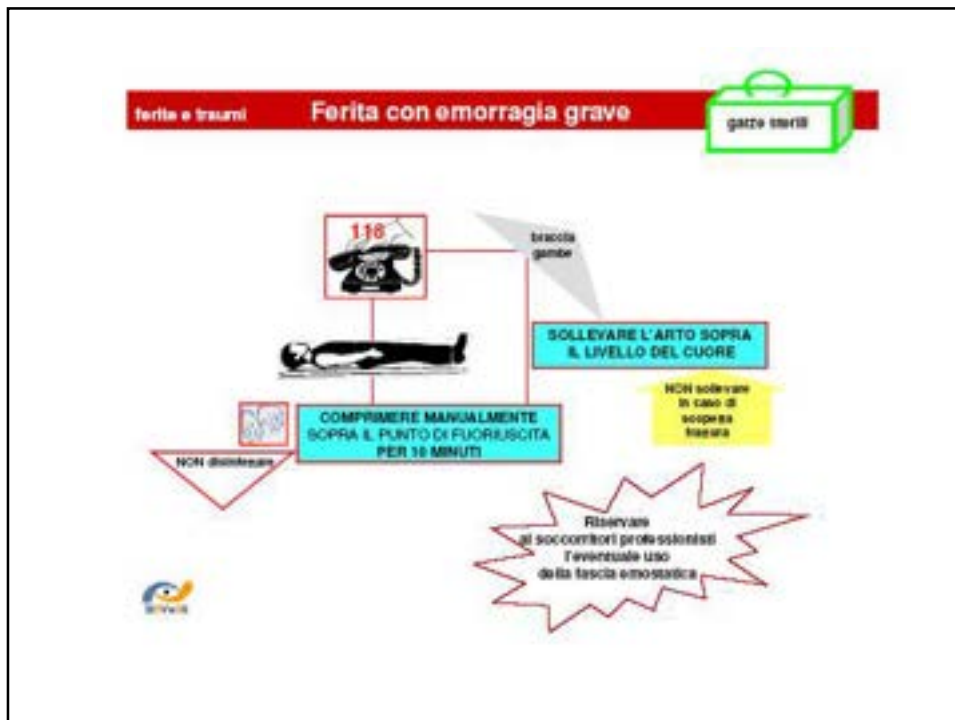 ferite e traumi
Ferita con emorragia grave
garze sterili
118
braccia
gambe
SOLLEVARE L'ARTO SOPRA
IL LIVELLO DEL CUORE
NON sollevare
in caso di
sospetta
frattura
COMPRIMERE MANUALMENTE
SOPRA IL PUNTO DI FUORIUSCITA
PER 10 MINUTI
NON disinfettare
Riservare
ai soccorritori professionisti
l'eventuale uso
della fascia emostatica